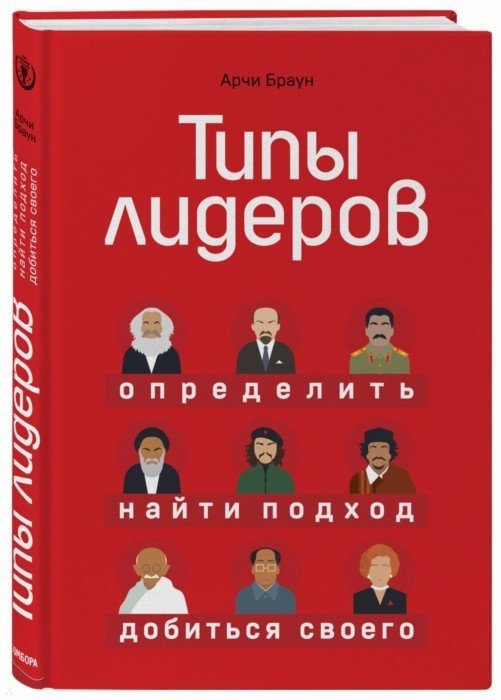 Арчи Браун
Типы
лидеров
определить
найти подход
добиться своего
Арчи
Браун
определить
найти подход
добиться своего
Типы лидеров
БОМБОРА